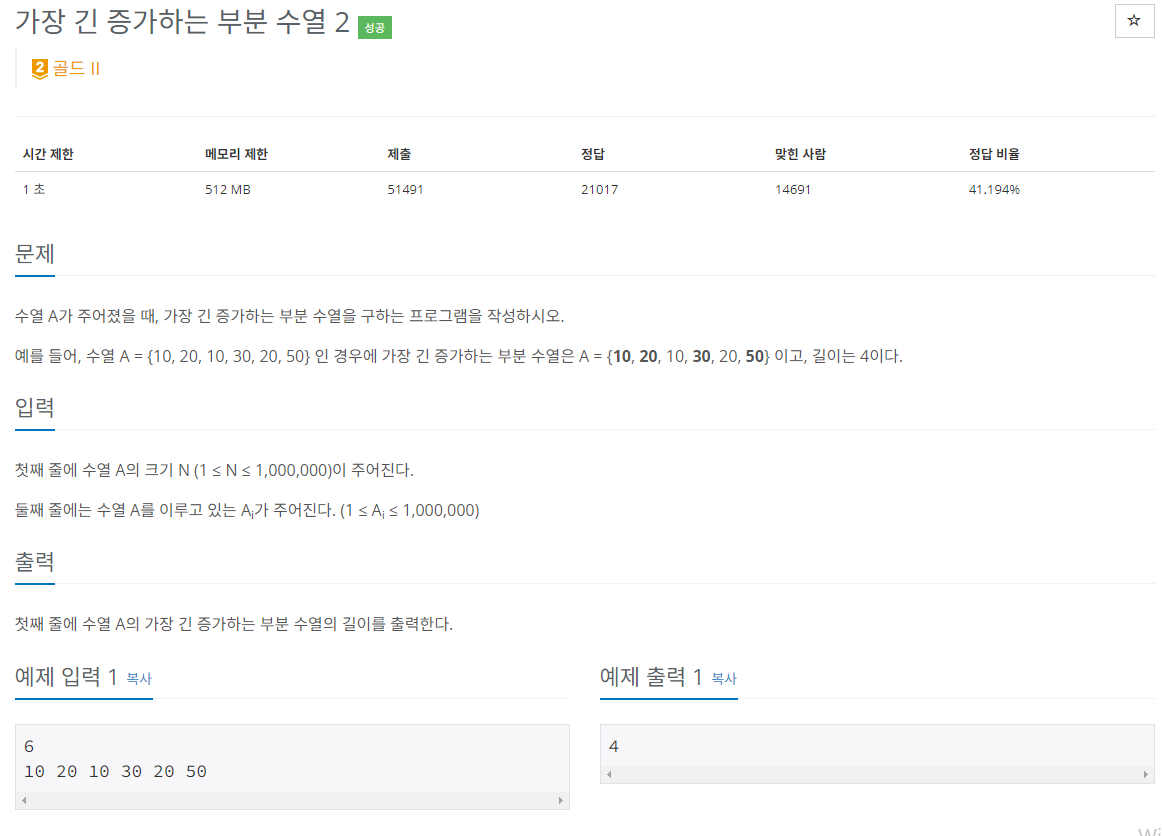 가장 긴 증가하는 부분 수열 2 성공
☆
2 골드 II
시간 제한 메모리 제한 제출 정답 맞힌 사람 정답 비율
1 초 512 MB 51491 21017 14691 41.194%
문제
수열 A가 주어졌을 때, 가장 긴 증가하는 부분 수열을 구하는 프로그램을 작성하시오.
예를 들어, 수열 A = {10, 20, 10, 30, 20, 50} 인 경우에 가장 긴 증가하는 부분 수열은 A = {10, 20, 10, 30, 20, 50} 이고, 길이는 4이다.
입력
첫째 줄에 수열 A의 크기 N (1 ≤ N ≤ 1,000,000)이 주어진다.
둘째 줄에는 수열 A를 이루고 있는 Ai가 주어진다. (1 ≤ Ai ≤ 1,000,000)
출력
첫째 줄에 수열 A의 가장 긴 증가하는 부분 수열의 길이를 출력한다.
예제 입력 1 복사
6
10 20 10 30 20 50
예제 출력 1 복사
4